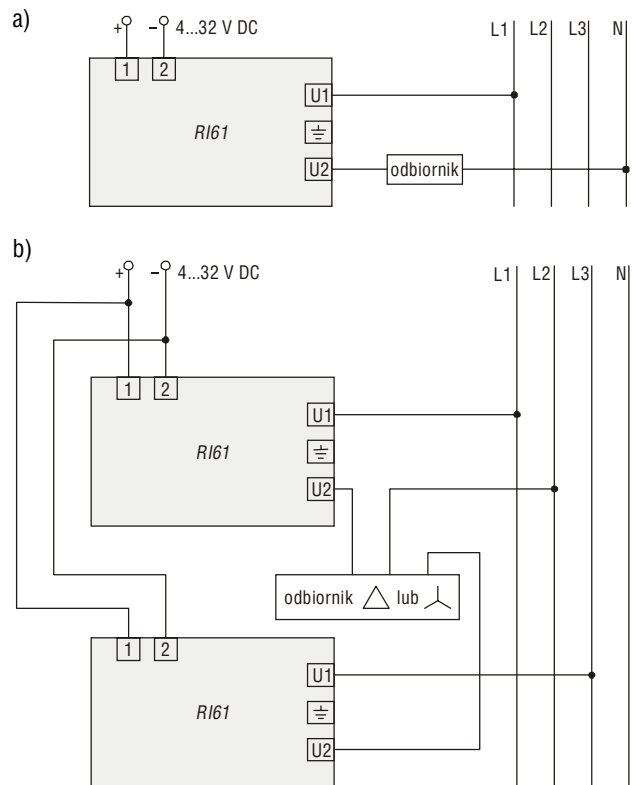 a)
+ − 4...32 V DC
L1 L2 L3 N
1 2
U1
RI61
U2 odbiornik
b)
+ − 4...32 V DC
L1 L2 L3 N
1 2
U1
RI61
U2
odbiornik lub
1 2
U1
RI61
U2